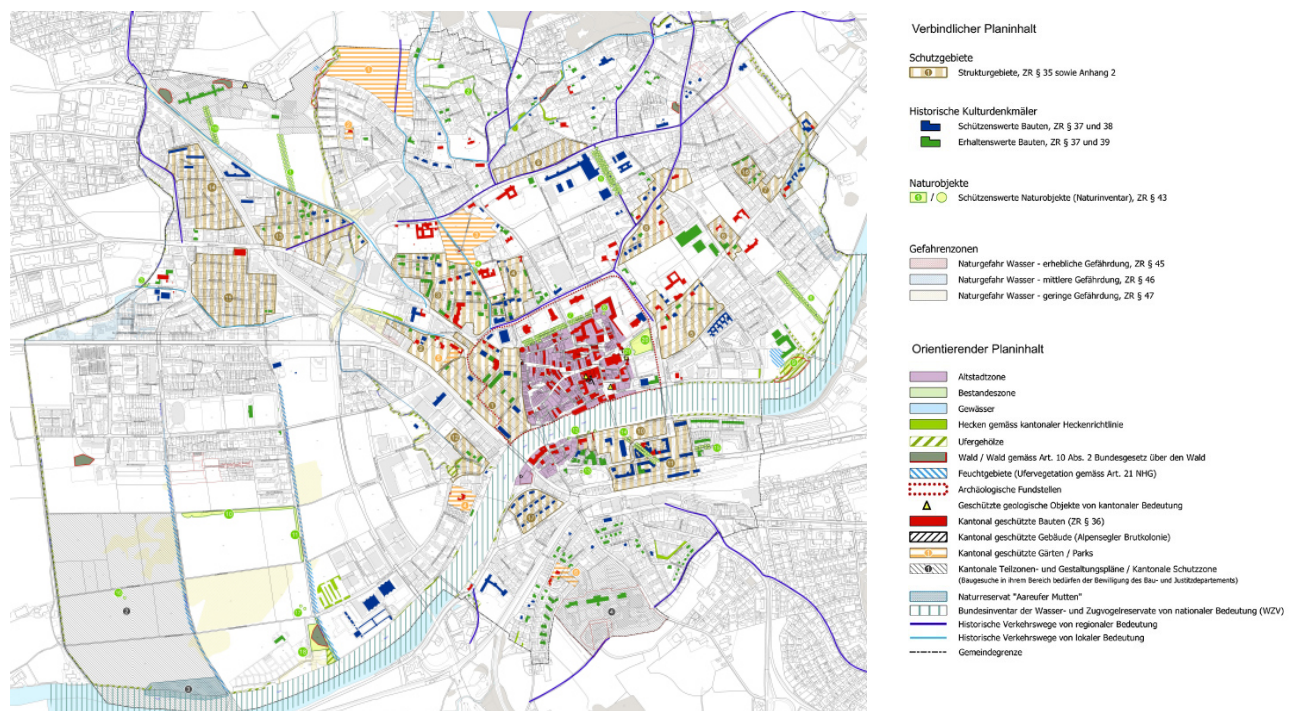 Verbindlicher Planinhalt
Schutzgebiete
Strukturgebiete, ZR § 35 sowie Anhang 2
Historische Kulturdenkmäler
Schützenswerte Bauten, ZR § 37 und 38
Erhaltenswerte Bauten, ZR § 37 und 39
Naturobjekte
/ Schützenswerte Naturobjekte (Naturinventar), ZR § 43
Gefahrenzonen
Naturgefahr Wasser - erhebliche Gefährdung, ZR § 45
Naturgefahr Wasser - mittlere Gefährdung, ZR § 46
Naturgefahr Wasser - geringe Gefährdung, ZR § 47
Orientierender Planinhalt
Altstadtzone
Bestandeszone
Gewässer
Hecken gemäss kantonaler Heckenrichtlinie
Ufergehölze
Wald / Wald gemäss Art. 10 Abs. 2 Bundesgesetz über den Wald
Feuchtgebiete (Ufervegetation gemäss Art. 21 NHG)
Archäologische Fundstellen
Geschützte geologische Objekte von kantonaler Bedeutung
Kantonal geschützte Bauten (ZR § 36)
Kantonal geschützte Gebäude (Alpensegler Brutkolonie)
Kantonal geschützte Gärten / Parks
Kantonale Teilzonen- und Gestaltungspläne / Kantonale Schutzzone
(Baugesuche in ihrem Bereich bedürfen der Bewilligung des Bau- und Justizdepartements)
Naturreservat "Aareufer Mutten"
Bundesinventar der Wasser- und Zugvogelreservate von nationaler Bedeutung (WZV)
Historische Verkehrswege von regionaler Bedeutung
Historische Verkehrswege von lokaler Bedeutung
Gemeindegrenze